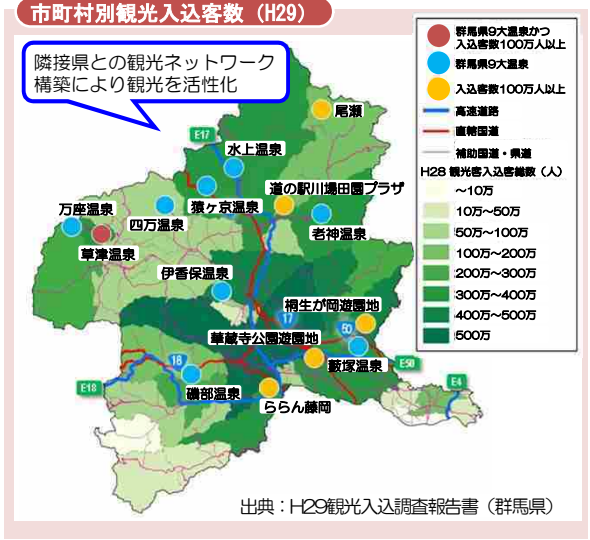 市町村別観光入込客数（H29）
隣接県との観光ネットワーク
構築により観光を活性化
群馬県9大温泉かつ
入込客数100万人以上
群馬県9大温泉
入込客数100万人以上
高速道路
直轄国道
補助国道・県道
H28 観光客入込客総数（人）
～10万
10万～50万
50万～100万
100万～200万
200万～300万
300万～400万
400万～500万
500万
尾瀬
E17
水上温泉
道の駅川場田園プラザ
猿ヶ京温泉
万座温泉
四万温泉
老神温泉
草津温泉
伊香保温泉
桐生が岡遊園地
17
華蔵寺公園遊園地
50
18
藪塚温泉
E50
E18
磯部温泉
ららん藤岡
E4
出典：H29観光入込調査報告書（群馬県）